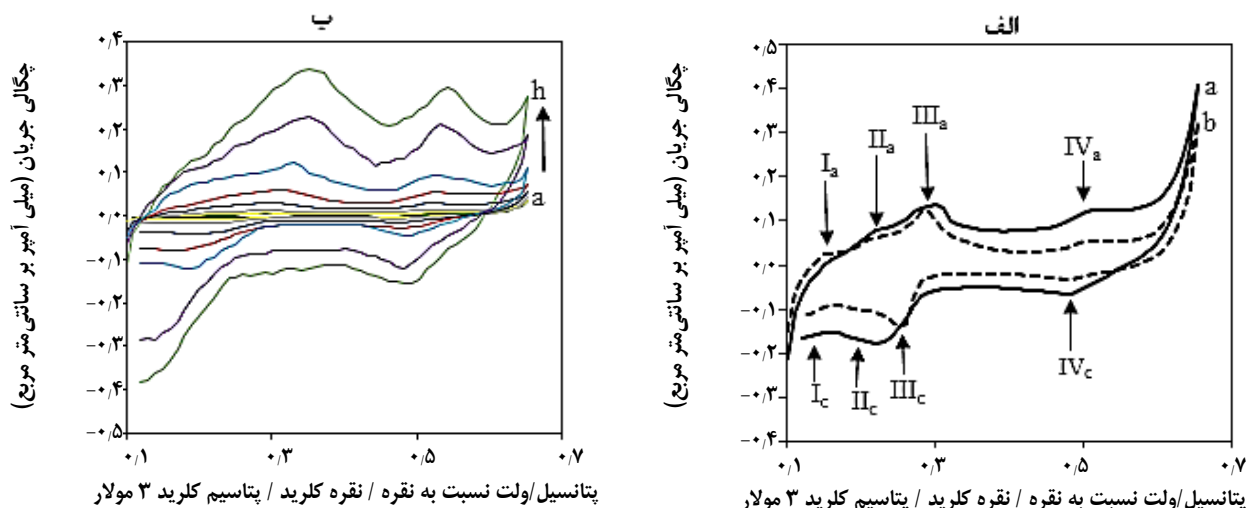 الف
چگالی جریان (میلی آمپر بر سانتی‌متر مربع)
۰٫۵
۰٫۴
۰٫۳
۰٫۲
۰٫۱
۰٫۰
-۰٫۱
-۰٫۲
-۰٫۳
-۰٫۴
a
b
Iₐ
IIₐ
IIIₐ
IVₐ
I꜀
II꜀
III꜀
IV꜀
۰٫۱ ۰٫۳ ۰٫۵ ۰٫۷
پتانسیل/ولت نسبت به نقره / نقره کلرید / پتاسیم کلرید ۳ مولار
ب
چگالی جریان (میلی آمپر بر سانتی‌متر مربع)
۰٫۴
۰٫۳
۰٫۲
۰٫۱
۰٫۰
-۰٫۱
-۰٫۲
-۰٫۳
-۰٫۴
-۰٫۵
h
a
۰٫۱ ۰٫۳ ۰٫۵ ۰٫۷
پتانسیل/ولت نسبت به نقره / نقره کلرید / پتاسیم کلرید ۳ مولار